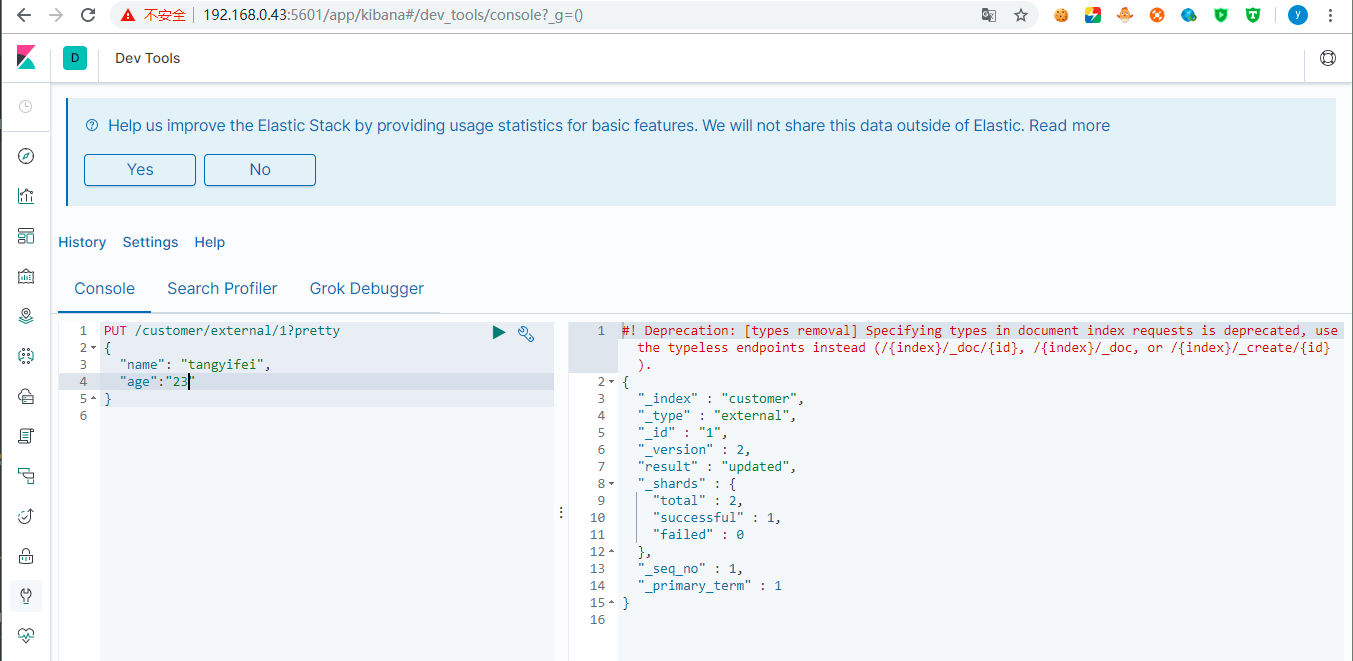 不安全 192.168.0.43:5601/app/kibana#/dev_tools/console?_g=() y
D Dev Tools
Help us improve the Elastic Stack by providing usage statistics for basic features. We will not share this data outside of Elastic. Read more
Yes No
History Settings Help
Console Search Profiler Grok Debugger
1 PUT /customer/external/1?pretty
2 {
3 "name": "tangyifei",
4 "age":"23"
5 }
6
1 #! Deprecation: [types removal] Specifying types in document index requests is deprecated, use
the typeless endpoints instead (/{index}/_doc/{id}, /{index}/_doc, or /{index}/_create/{id}
).
2 {
3 "_index" : "customer",
4 "_type" : "external",
5 "_id" : "1",
6 "_version" : 2,
7 "result" : "updated",
8 "_shards" : {
9 "total" : 2,
10 "successful" : 1,
11 "failed" : 0
12 },
13 "_seq_no" : 1,
14 "_primary_term" : 1
15 }
16